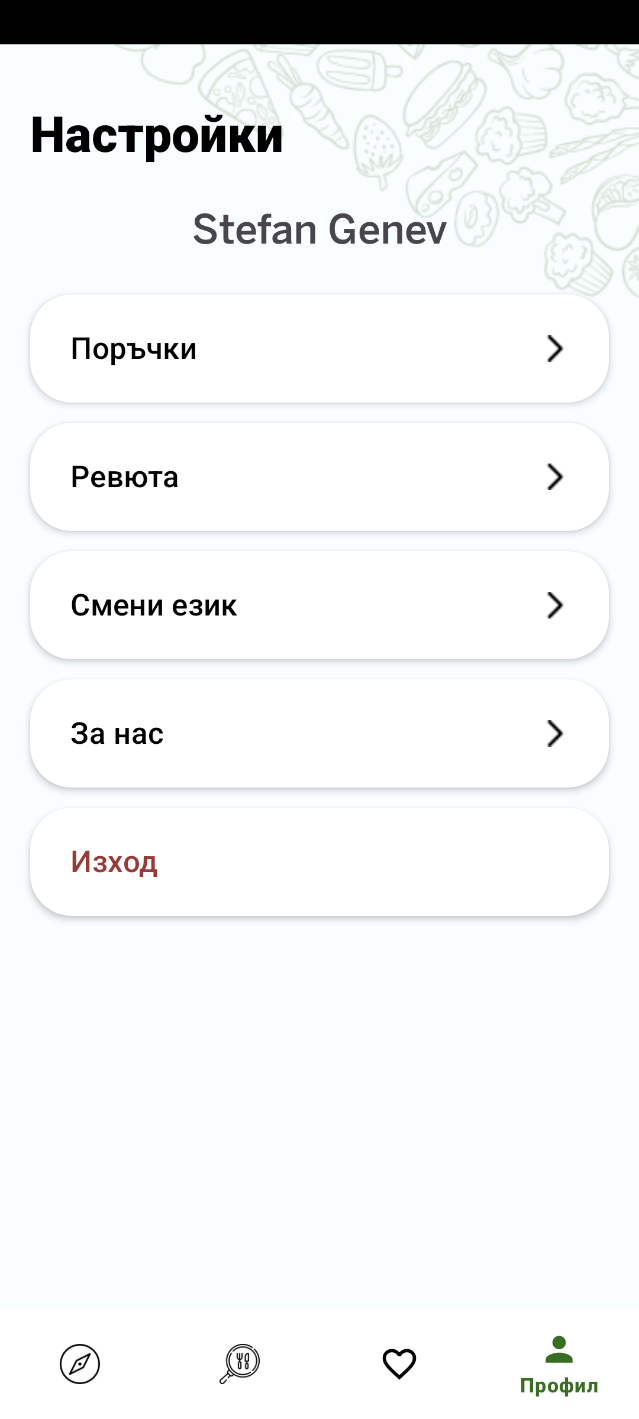 Настройки
Stefan Genev
Поръчки
Ревюта
Смени език
За нас
Изход
Профил